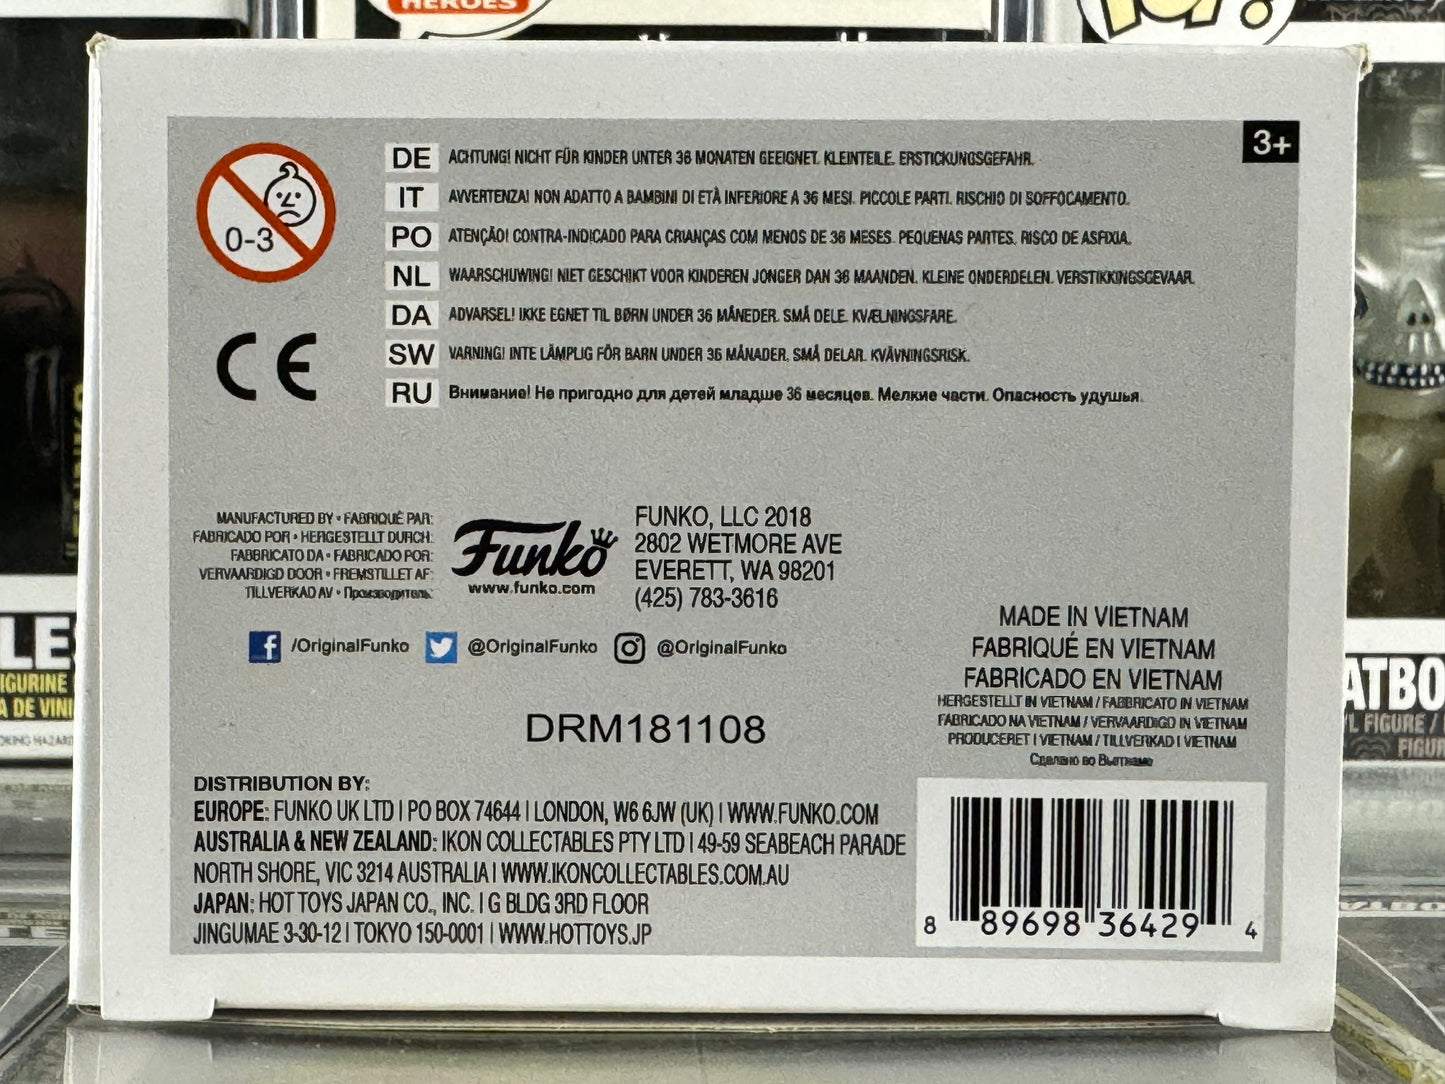 HEROES
POP!
3+
0-3
DE ACHTUNG! NICHT FÜR KINDER UNTER 36 MONATEN GEEIGNET. KLEINTEILE. ERSTICKUNGSGEFAHR.
IT AVVERTENZA! NON ADATTO A BAMBINI DI ETÀ INFERIORE A 36 MESI. PICCOLE PARTI. RISCHIO DI SOFFOCAMENTO.
PO ATENÇÃO! CONTRA-INDICADO PARA CRIANÇAS COM MENOS DE 36 MESES. PEQUENAS PARTES. RISCO DE ASFIXIA.
NL WAARSCHUWING! NIET GESCHIKT VOOR KINDEREN JONGER DAN 36 MAANDEN. KLEINE ONDERDELEN. VERSTIKKINGSGEVAAR.
DA ADVARSEL! IKKE EGNET TIL BØRN UNDER 36 MÅNEDER. SMÅ DELE. KVÆLNINGSFARE.
SW VARNING! INTE LÄMPLIG FÖR BARN UNDER 36 MÅNADER. SMÅ DELAR. KVÄVNINGSRISK.
RU Внимание! Не пригодно для детей младше 36 месяцев. Мелкие части. Опасность удушья.
CE
MANUFACTURED BY • FABRIQUÉ PAR:
FABRICADO POR • HERGESTELLT DURCH:
FABBRICATO DA • FABRICADO POR:
VERVAARDIGD DOOR • FREMSTILLET AF:
TILLVERKAD AV • Производитель:
Funko
www.funko.com
FUNKO, LLC 2018
2802 WETMORE AVE
EVERETT, WA 98201
(425) 783-3616
/OriginalFunko @OriginalFunko @OriginalFunko
DRM181108
MADE IN VIETNAM
FABRIQUÉ EN VIETNAM
FABRICADO EN VIETNAM
HERGESTELLT IN VIETNAM / FABBRICATO IN VIETNAM
FABRICADO NA VIETNAM / VERVAARDIGD IN VIETNAM
PRODUCERET I VIETNAM / TILLVERKAD I VIETNAM
Сделано во Вьетнаме
DISTRIBUTION BY:
EUROPE: FUNKO UK LTD | PO BOX 74644 | LONDON, W6 6JW (UK) | WWW.FUNKO.COM
AUSTRALIA & NEW ZEALAND: IKON COLLECTABLES PTY LTD | 49-59 SEABEACH PARADE
NORTH SHORE, VIC 3214 AUSTRALIA | WWW.IKONCOLLECTABLES.COM.AU
JAPAN: HOT TOYS JAPAN CO., INC. | G BLDG 3RD FLOOR
JINGUMAE 3-30-12 | TOKYO 150-0001 | WWW.HOTTOYS.JP
8 89698 36429 4